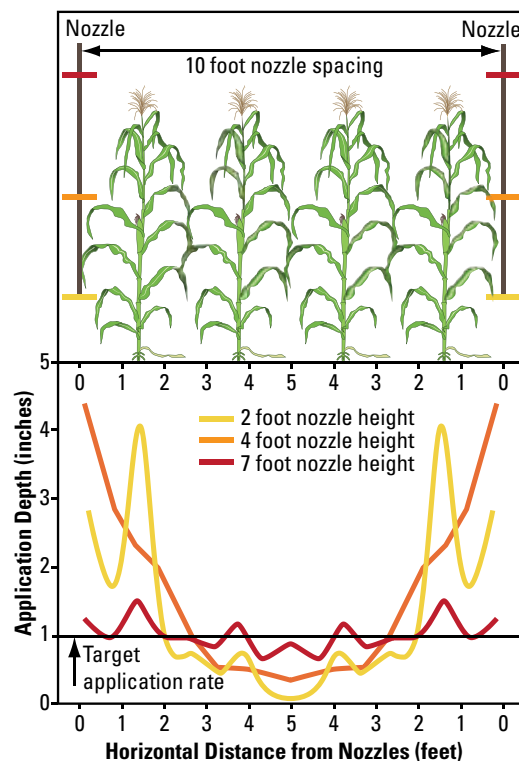 Nozzle Nozzle
10 foot nozzle spacing
5
0 1 2 3 4 5 4 3 2 1 0
2 foot nozzle height
4 foot nozzle height
7 foot nozzle height
4
3
2
1
0
Application Depth (inches)
Target
application rate
0 1 2 3 4 5 4 3 2 1 0
Horizontal Distance from Nozzles (feet)